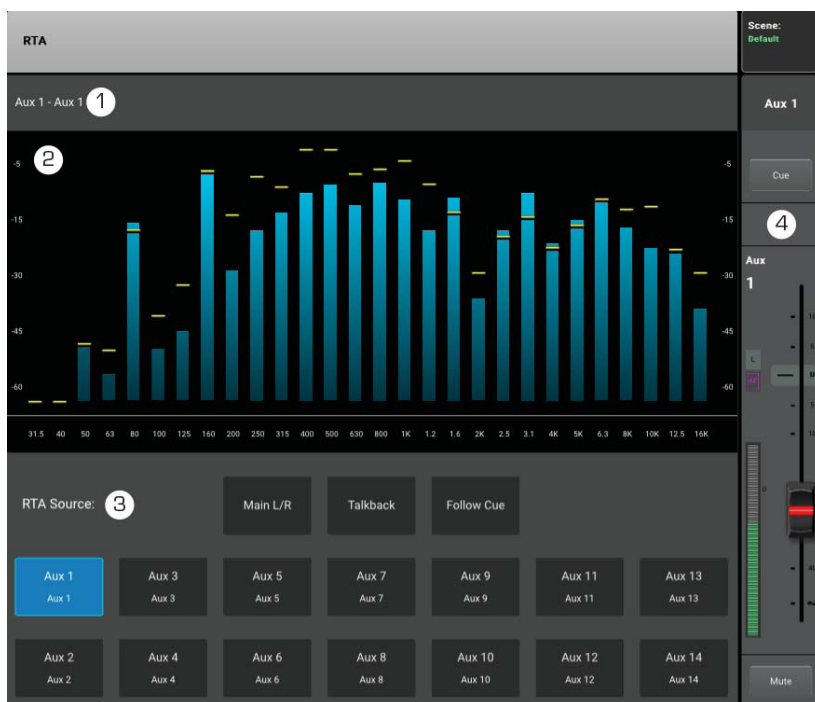 RTA
Scene:
Default
Aux 1 - Aux 1 1
Aux 1
2
-5 -5
Cue
-15 -15
4
Aux
1
-30 -30
-45 -45
L
-60 -60
31.5 40 50 63 80 100 125 160 200 250 315 400 500 630 800 1K 1.2 1.6 2K 2.5 3.1 4K 5K 6.3 8K 10K 12.5 16K
RTA Source: 3 Main L/R Talkback Follow Cue
0
Aux 1 Aux 3 Aux 5 Aux 7 Aux 9 Aux 11 Aux 13
Aux 1 Aux 3 Aux 5 Aux 7 Aux 9 Aux 11 Aux 13
Aux 2 Aux 4 Aux 6 Aux 8 Aux 10 Aux 12 Aux 14
Aux 2 Aux 4 Aux 6 Aux 8 Aux 10 Aux 12 Aux 14
Mute